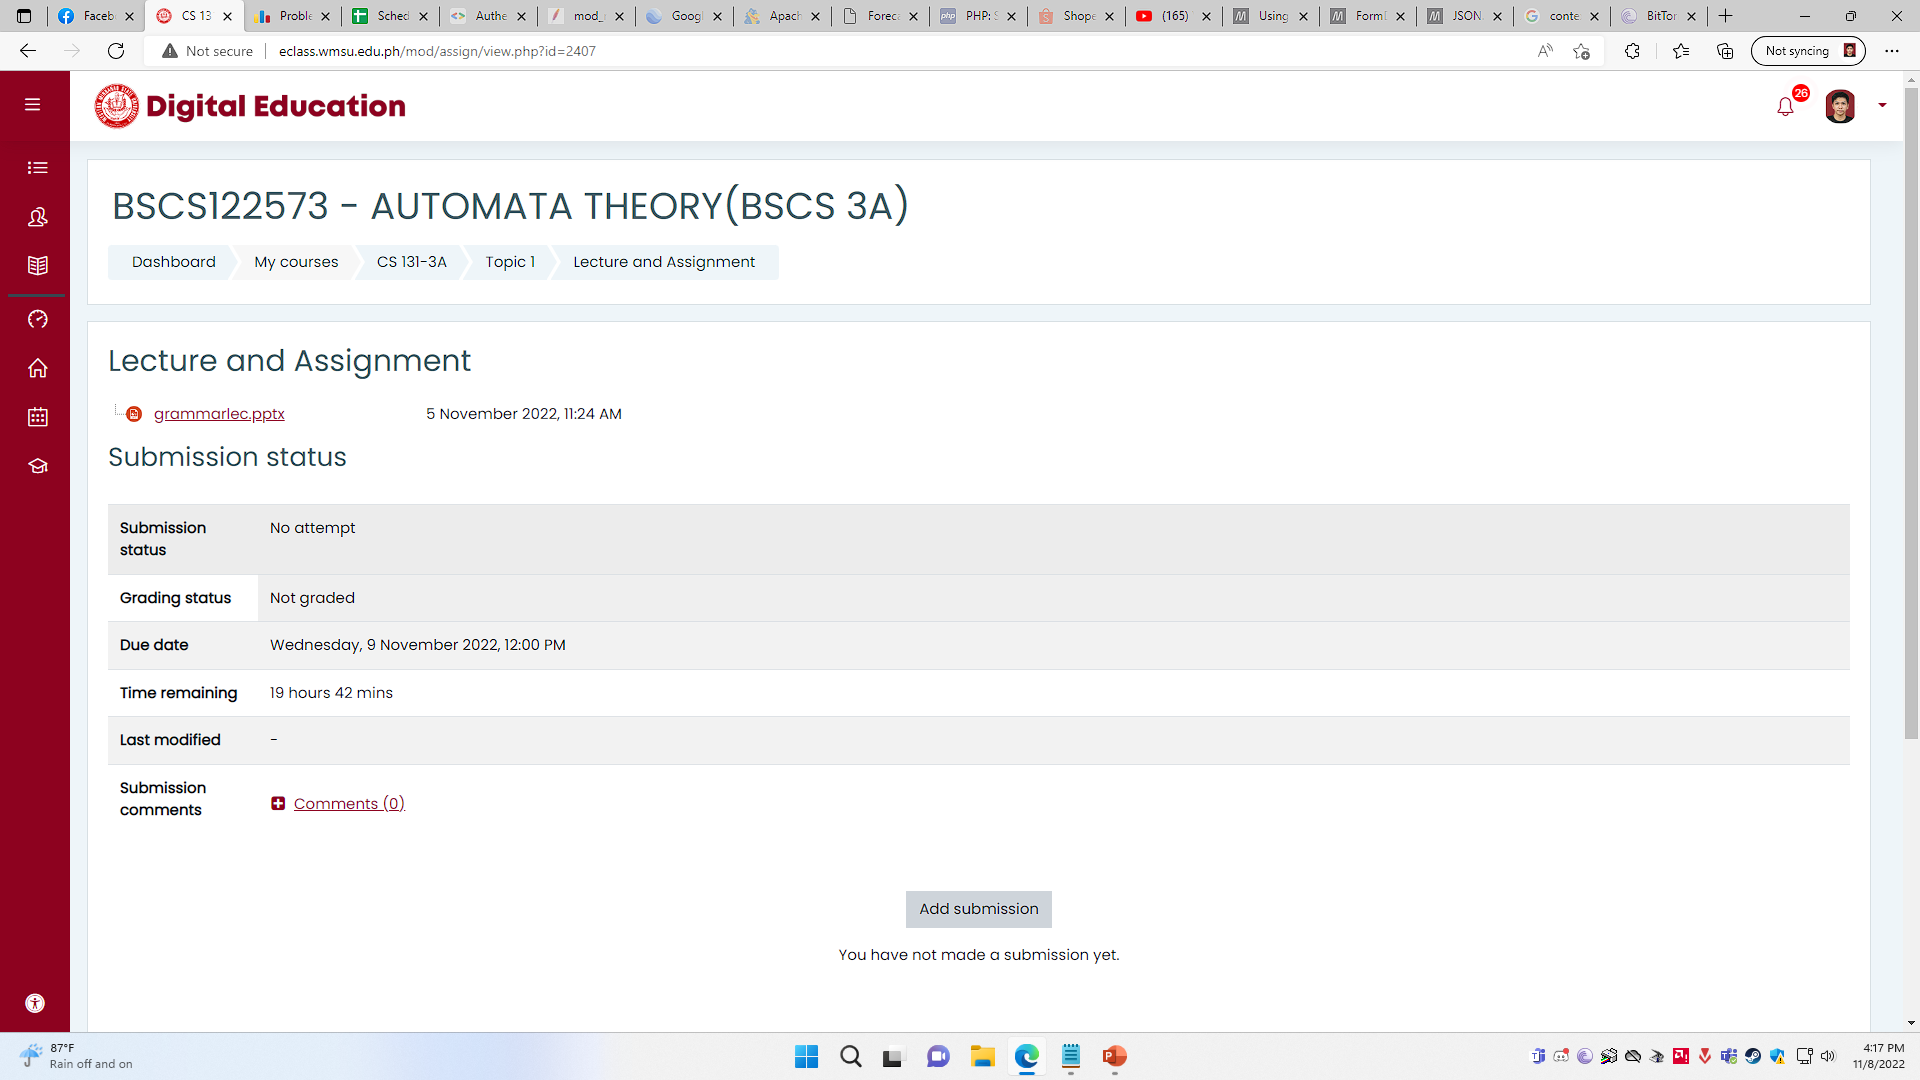 Faceb
CS 13
Proble
Sched
Authe
mod_
Googl
Apach
Foreca
PHP: S
Shope
(165)
Using
FormD
JSON.
conte
BitTor
Not secure
eclass.wmsu.edu.ph/mod/assign/view.php?id=2407
Not syncing
Digital Education
26
BSCS122573 - AUTOMATA THEORY(BSCS 3A)
Dashboard
My courses
CS 131-3A
Topic 1
Lecture and Assignment
Lecture and Assignment
grammarlec.pptx
5 November 2022, 11:24 AM
Submission status
Submission status
No attempt
Grading status
Not graded
Due date
Wednesday, 9 November 2022, 12:00 PM
Time remaining
19 hours 42 mins
Last modified
-
Submission comments
Comments (0)
Add submission
You have not made a submission yet.
87°F
Rain off and on
4:17 PM
11/8/2022